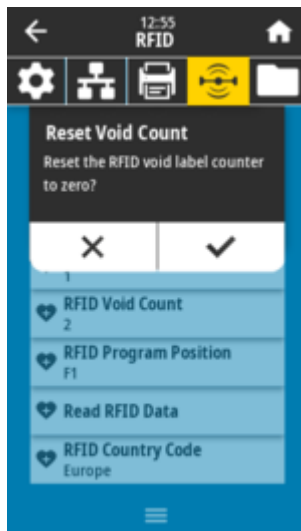 12:55
RFID
Reset Void Count
Reset the RFID void label counter
to zero?
1
RFID Void Count
2
RFID Program Position
F1
Read RFID Data
RFID Country Code
Europe